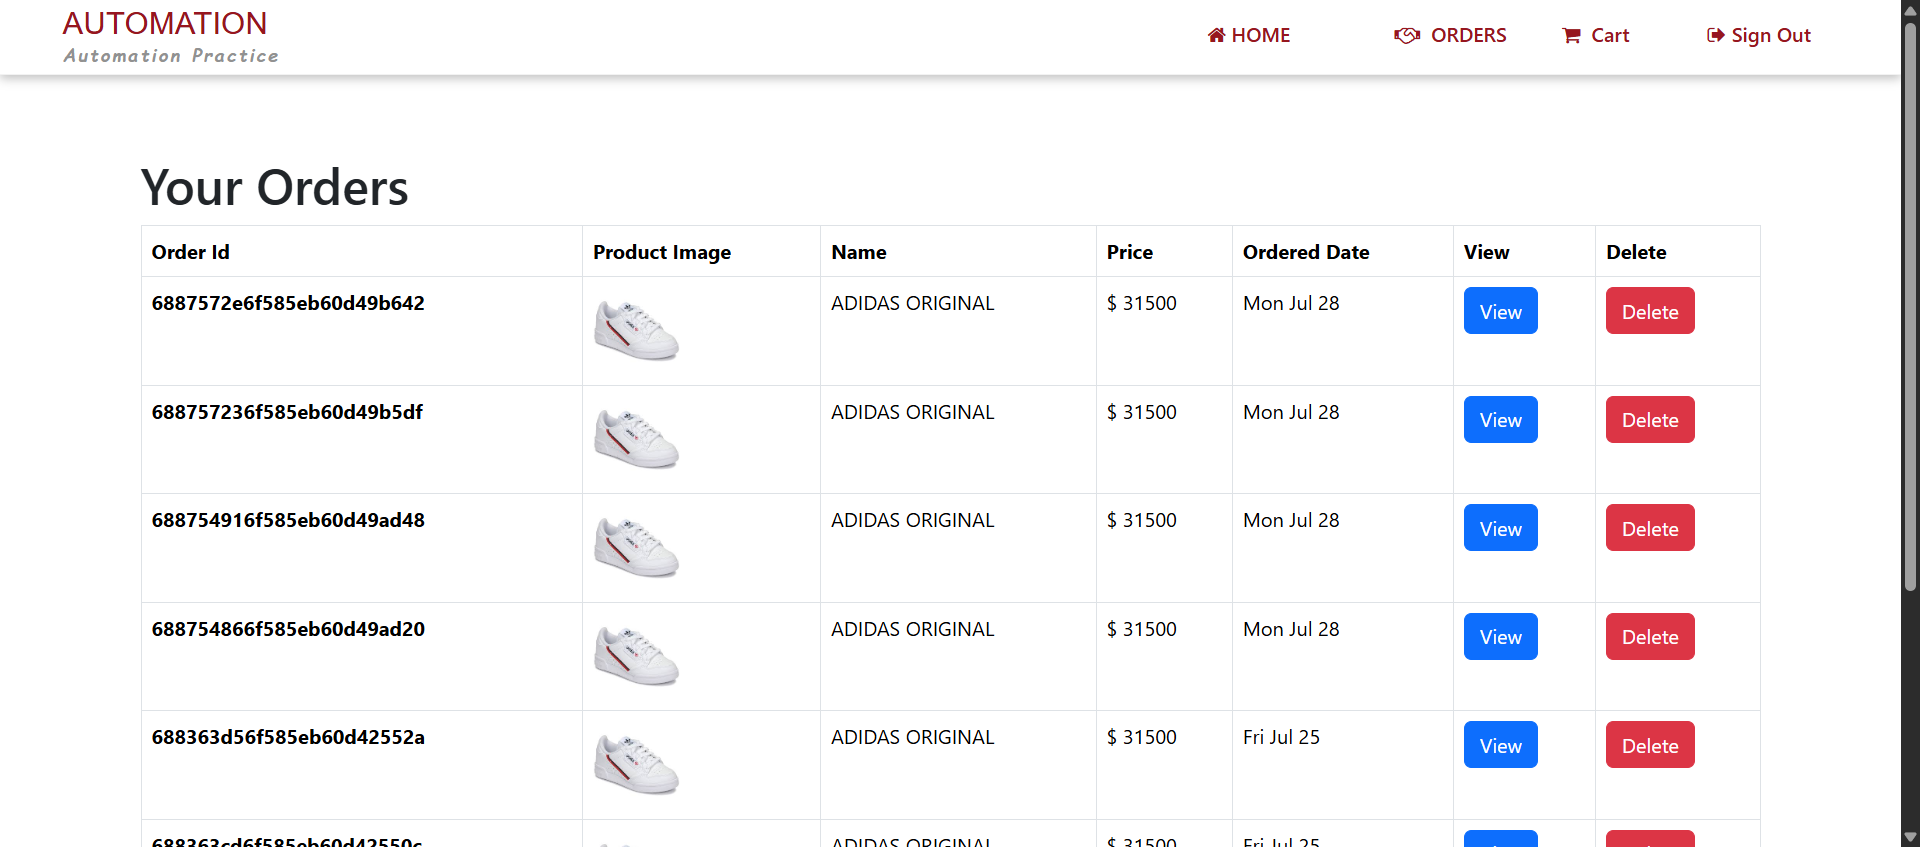 AUTOMATION
Automation Practice
HOME
ORDERS
Cart
Sign Out
Your Orders
Order Id Product Image Name Price Ordered Date View Delete
6887572e6f585eb60d49b642 ADIDAS ORIGINAL $ 31500 Mon Jul 28 View Delete
688757236f585eb60d49b5df ADIDAS ORIGINAL $ 31500 Mon Jul 28 View Delete
688754916f585eb60d49ad48 ADIDAS ORIGINAL $ 31500 Mon Jul 28 View Delete
688754866f585eb60d49ad20 ADIDAS ORIGINAL $ 31500 Mon Jul 28 View Delete
688363d56f585eb60d42552a ADIDAS ORIGINAL $ 31500 Fri Jul 25 View Delete
688363cd6f585eb60d42550c ADIDAS ORIGINAL $ 31500 Fri Jul 25